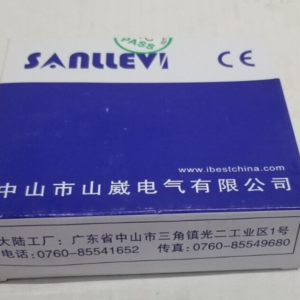 PASS
SANLLEVI CE
www.ibestchina.com
中山市山崴电气有限公司
大陆工厂：广东省中山市三角镇光二工业区1号
电话:0760-85541652 传真:0760-85549680